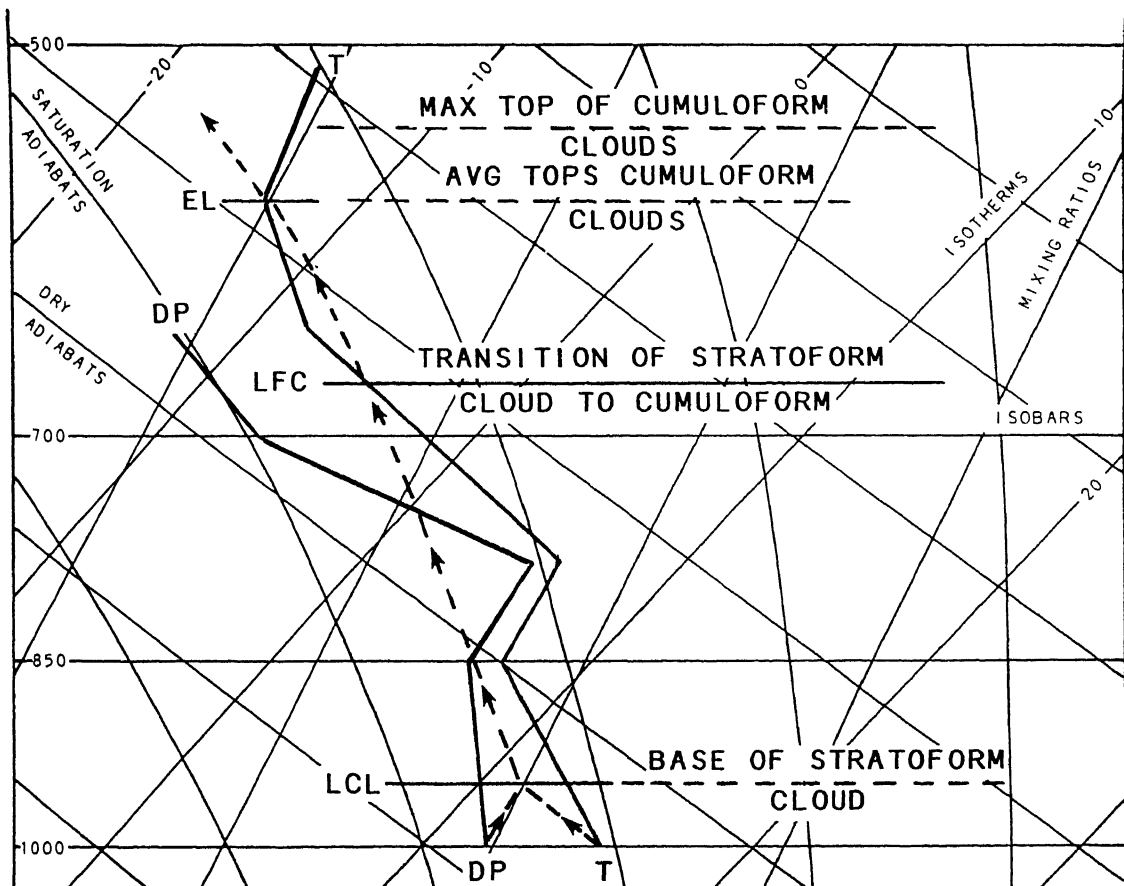 500
-20
T
-10
0
10
SATURATION
ADIABATS
MAX TOP OF CUMULOFORM
CLOUDS
AVG TOPS CUMULOFORM
EL
CLOUDS
ISOTHERMS
MIXING RATIOS
DRY
ADIABATS
DP
TRANSITION OF STRATOFORM
LFC
CLOUD TO CUMULOFORM
ISOBARS
700
20
850
BASE OF STRATOFORM
LCL
CLOUD
1000
DP
T